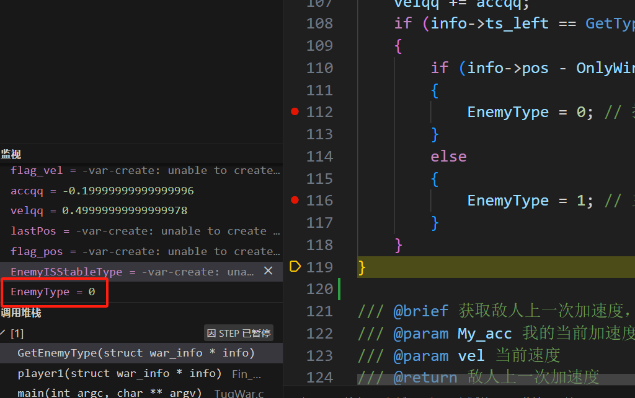 监视
flag_vel = -var-create: unable to create…
accqq = -0.19999999999999996
velqq = 0.49999999999999978
lastPos = -var-create: unable to create …
flag_pos = -var-create: unable to create…
EnemyTSStableType = -var-create: una…
EnemyType = 0
调用堆栈
[1] 因 STEP 已暂停
GetEnemyType(struct war_info * info)
player1(struct war_info * info) Fin_…
main(int argc, char ** argv) TugWar.c
107 velqq += accqq;
108 if (info->ts_left == GetTyp
109 {
110 if (info->pos - OnlyWin
111 {
112 EnemyType = 0; //
113 }
114 else
115 {
116 EnemyType = 1; //
117 }
118 }
119 }
120
121 /// @brief 获取敌人上一次加速度,
122 /// @param My_acc 我的当前加速度
123 /// @param vel 当前速度
124 /// @return 敌人上一次加速度